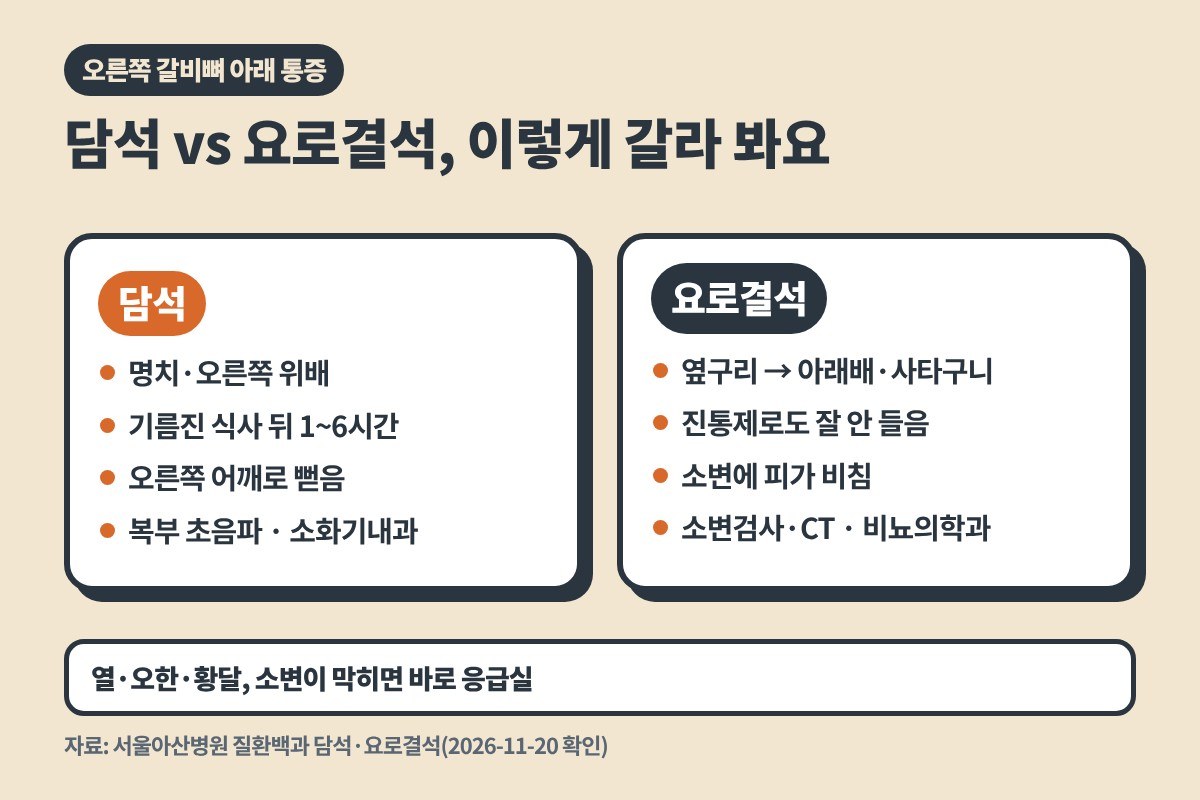 오른쪽 갈비뼈 아래 통증
담석 vs 요로결석, 이렇게 갈라 봐요
담석
명치·오른쪽 위배
기름진 식사 뒤 1~6시간
오른쪽 어깨로 뻗음
복부 초음파 · 소화기내과
요로결석
옆구리 → 아래배·사타구니
진통제로도 잘 안 들음
소변에 피가 비침
소변검사·CT · 비뇨의학과
열·오한·황달, 소변이 막히면 바로 응급실
자료: 서울아산병원 질환백과 담석·요로결석(2026-11-20 확인)